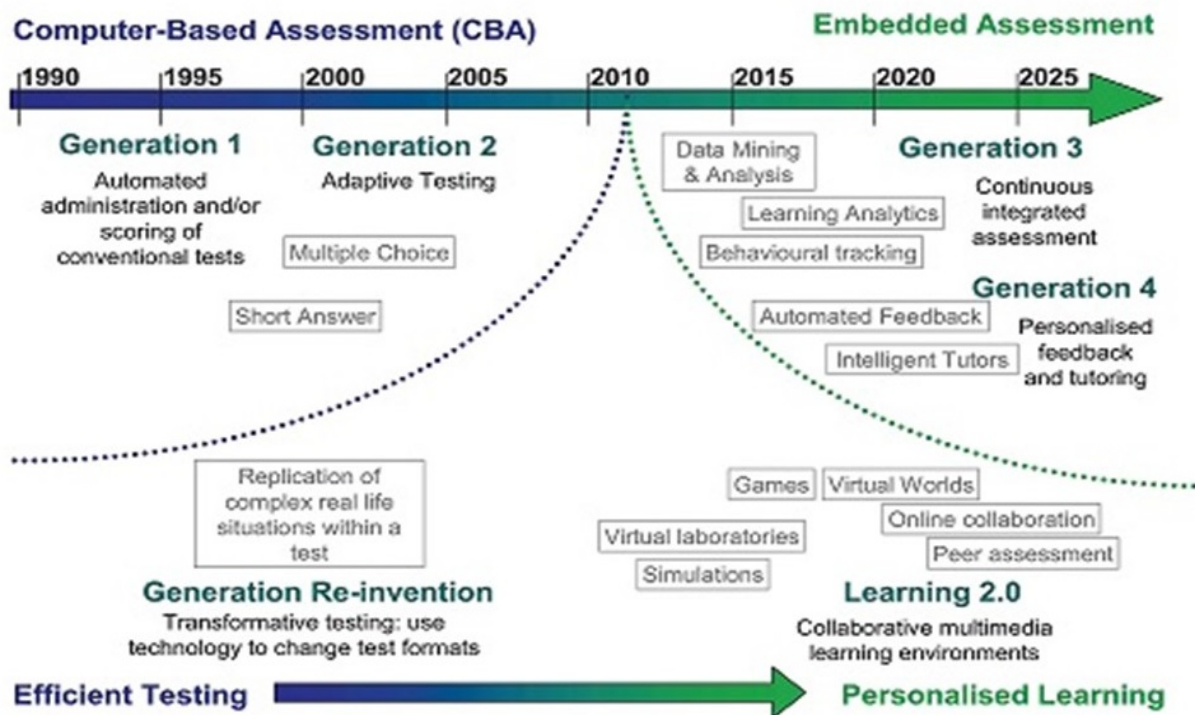 Computer-Based Assessment (CBA)
Embedded Assessment
1990 1995 2000 2005 2010 2015 2020 2025
Generation 1
Automated
administration and/or
scoring of
conventional tests
Generation 2
Adaptive Testing
Multiple Choice
Short Answer
Data Mining
& Analysis
Learning Analytics
Behavioural tracking
Generation 3
Continuous
integrated
assessment
Generation 4
Personalised
feedback
and tutoring
Automated Feedback
Intelligent Tutors
Replication of
complex real life
situations within a
test
Generation Re-invention
Transformative testing: use
technology to change test formats
Games
Virtual Worlds
Online collaboration
Virtual laboratories
Peer assessment
Simulations
Learning 2.0
Collaborative multimedia
learning environments
Efficient Testing
Personalised Learning